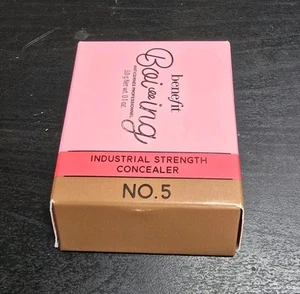 benefit
Boi-ing
INDUSTRIAL STRENGTH
CONCEALER
NO.5